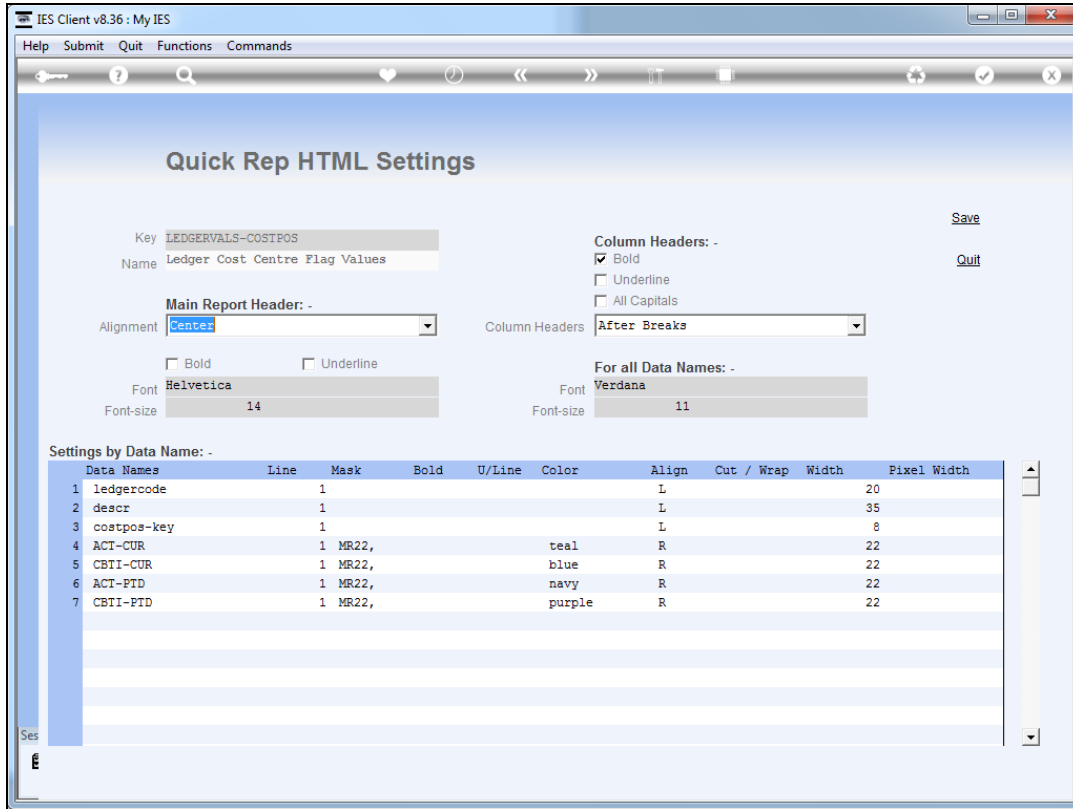 IES Client v8.36 : My IES
Help Submit Quit Functions Commands
Quick Rep HTML Settings
Save
Key LEDGERVALS-COSTPOS
Column Headers: -
Name Ledger Cost Centre Flag Values
Bold
Quit
Underline
Main Report Header: -
All Capitals
Alignment Center
Column Headers After Breaks
Bold Underline
For all Data Names: -
Font Helvetica
Font Verdana
Font-size 14
Font-size 11
Settings by Data Name: -
Data Names Line Mask Bold U/Line Color Align Cut / Wrap Width Pixel Width
1 ledgercode 1 L 20
2 descr 1 L 35
3 costpos-key 1 L 8
4 ACT-CUR 1 MR22, teal R 22
5 CBTI-CUR 1 MR22, blue R 22
6 ACT-PTD 1 MR22, navy R 22
7 CBTI-PTD 1 MR22, purple R 22
Ses